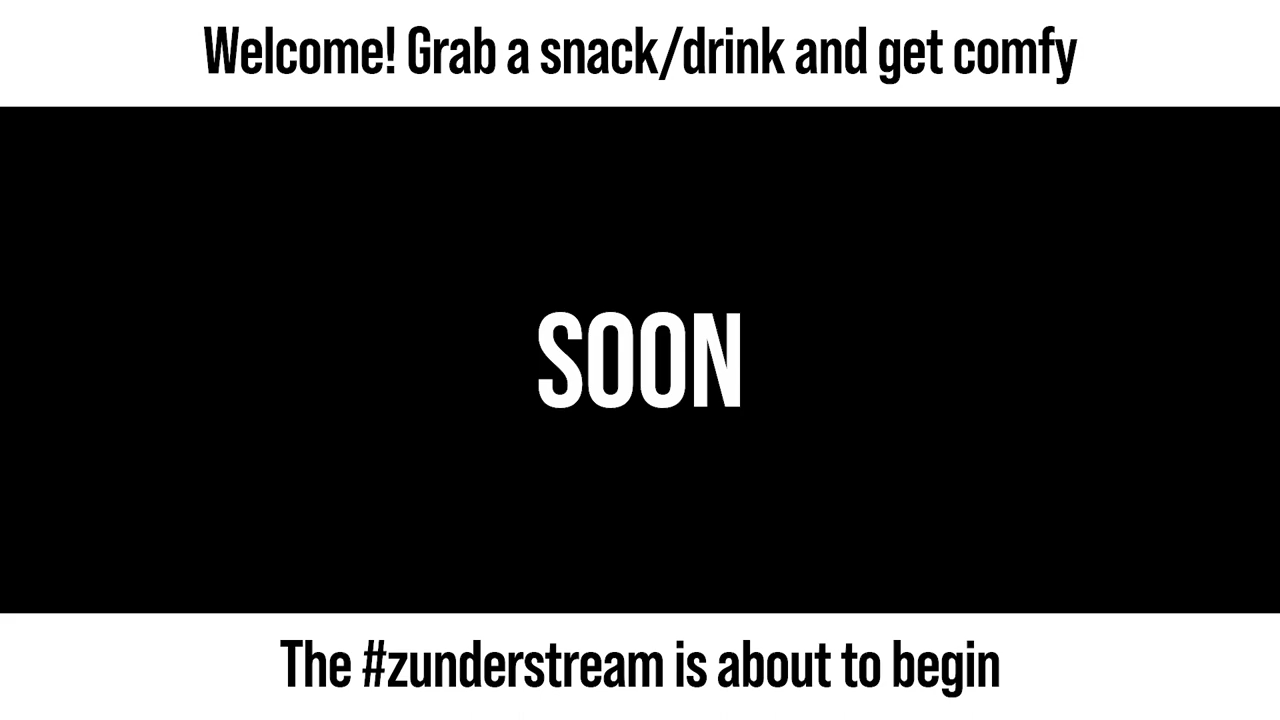 Welcome! Grab a snack/drink and get comfy
SOON
The #zunderstream is about to begin